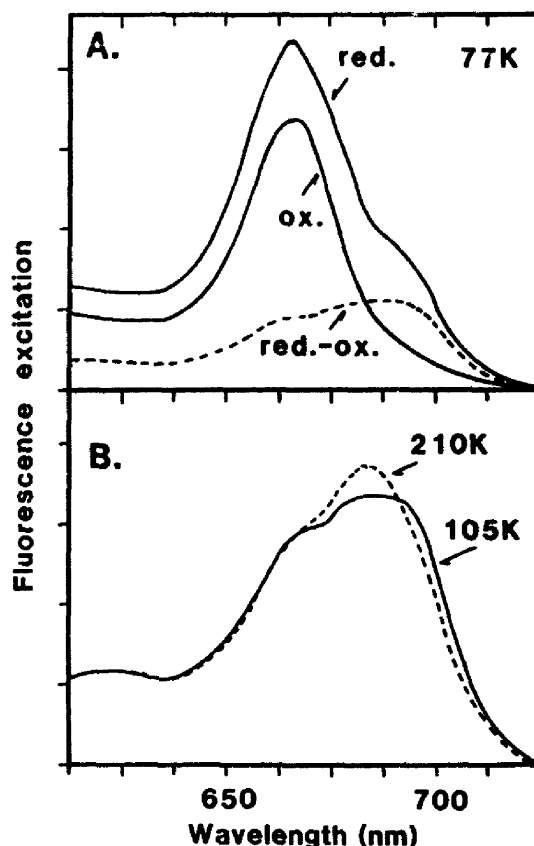 A.
red.
77K
ox.
red.-ox.
B.
210K
105K
Fluorescence excitation
650
700
Wavelength (nm)